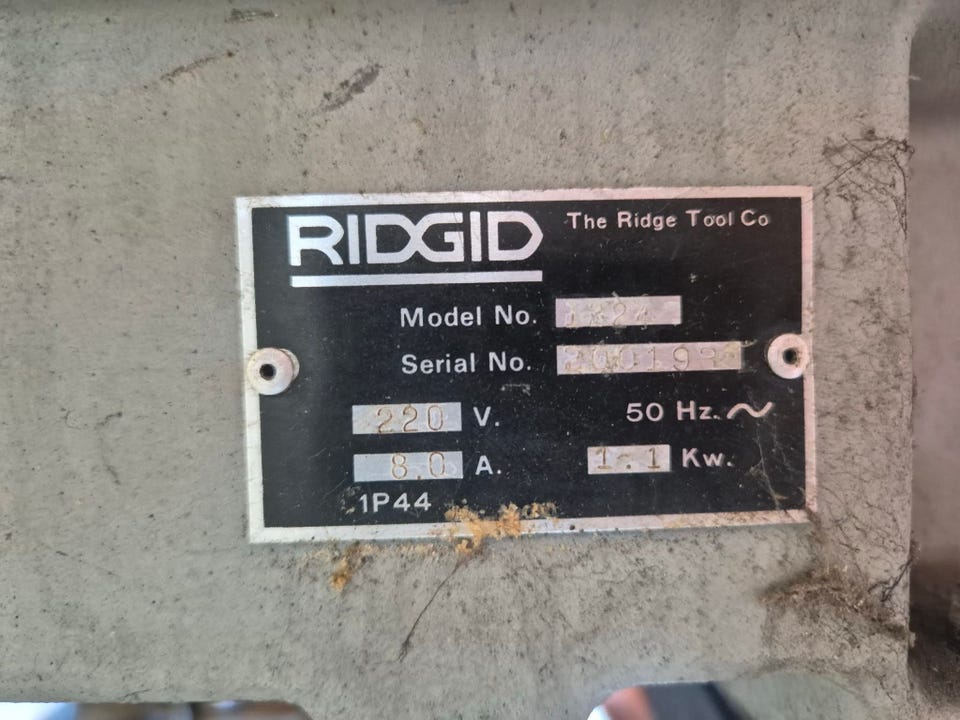 RIDGID
The Ridge Tool Co
Model No.
Serial No.
220 V. 50 Hz.~
8.0 A. 1.1 Kw.
1P44